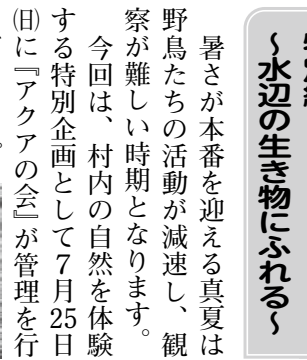 ～水辺の生き物にふれる～
暑さが本番を迎える真夏は
野鳥たちの活動が減速し、観
察が難しい時期となります。
今回は、村内の自然を体験
する特別企画として7月25日
㈰に『アクアの会』が管理を行